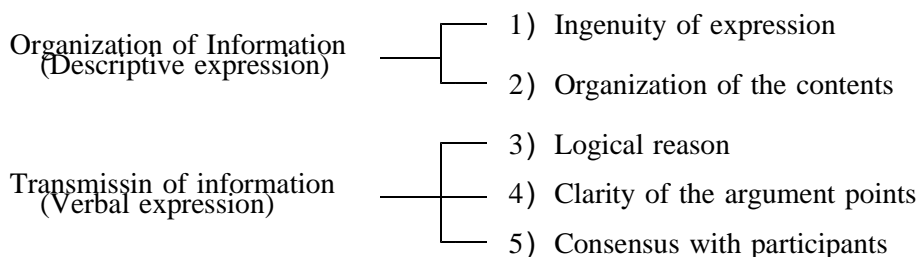 Organization of Information
(Descriptive expression)
1) Ingenuity of expression
2) Organization of the contents
Transmissin of information
(Verbal expression)
3) Logical reason
4) Clarity of the argument points
5) Consensus with participants